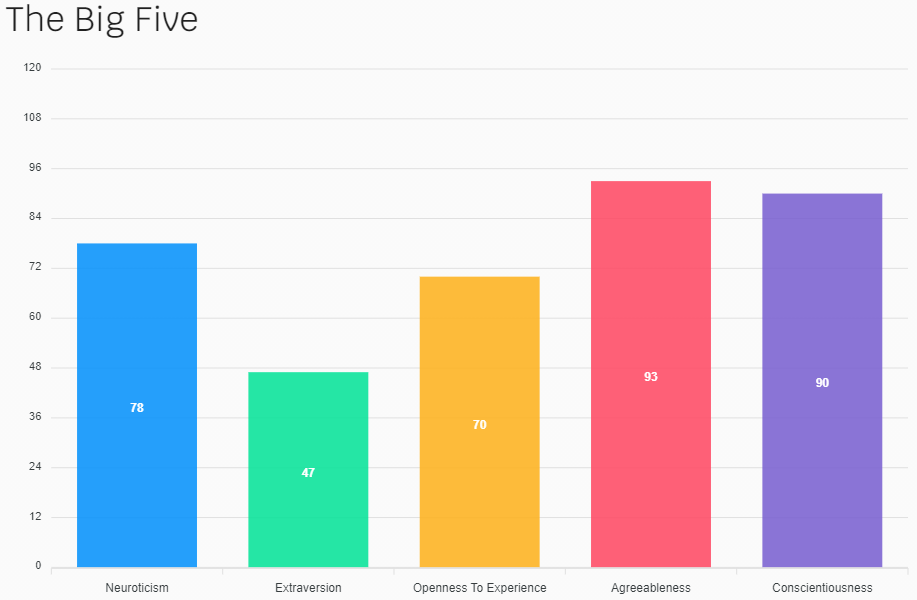 The Big Five
120
108
96
84
72
60
48
36
24
12
0
78
47
70
93
90
Neuroticism
Extraversion
Openness To Experience
Agreeableness
Conscientiousness